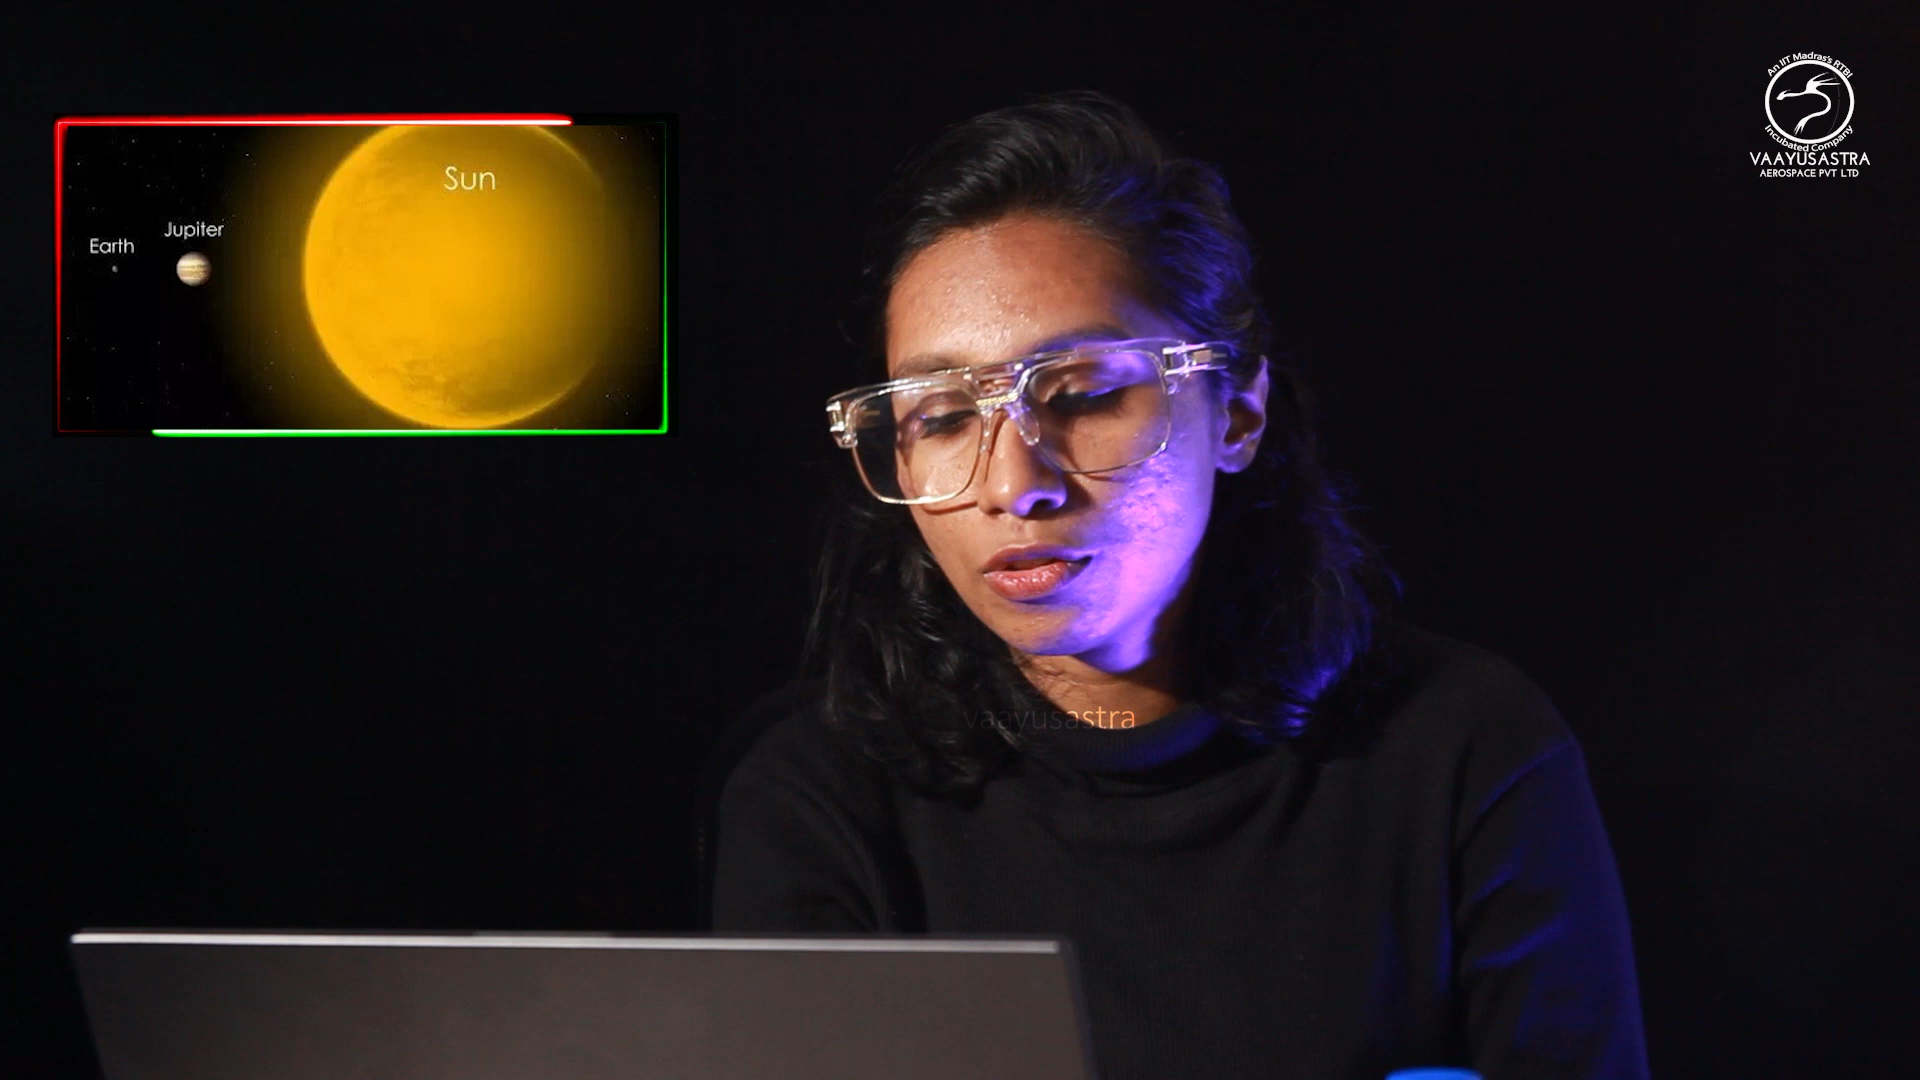 Sun
Jupiter
Earth
An IIT Madras's RTBI
Incubated Company
VAAYUSASTRA
AEROSPACE PVT LTD
vaayusastra